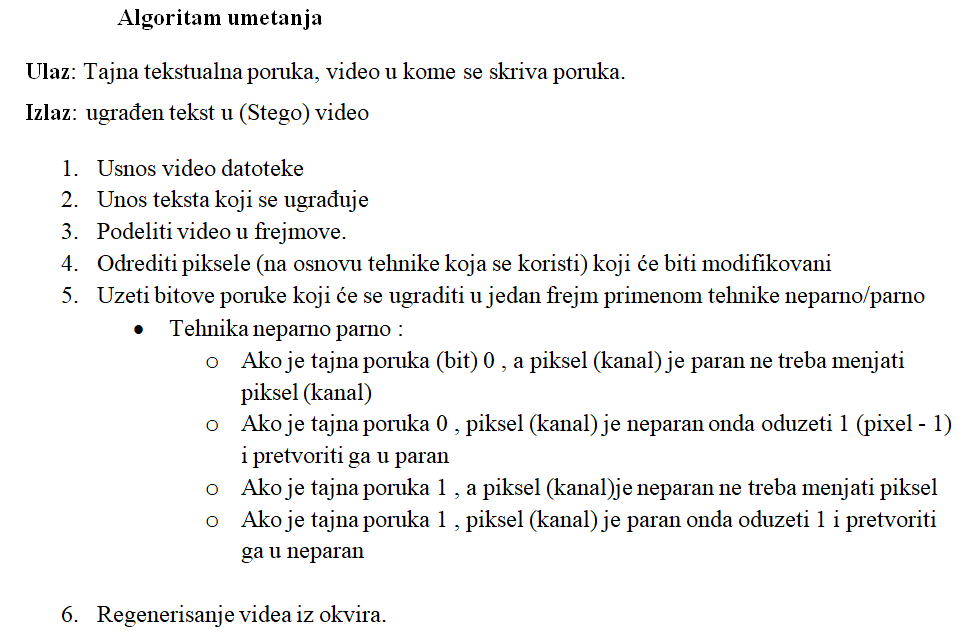 Algoritam umetanja
Ulaz: Tajna tekstualna poruka, video u kome se skriva poruka.
Izlaz: ugrađen tekst u (Stego) video
1. Usnos video datoteke
2. Unos teksta koji se ugrađuje
3. Podeliti video u frejmove.
4. Odrediti piksele (na osnovu tehnike koja se koristi) koji će biti modifikovani
5. Uzeti bitove poruke koji će se ugraditi u jedan frejm primenom tehnike neparno/parno
• Tehnika neparno parno :
o Ako je tajna poruka (bit) 0 , a piksel (kanal) je paran ne treba menjati
piksel (kanal)
o Ako je tajna poruka 0 , piksel (kanal) je neparan onda oduzeti 1 (pixel - 1)
i pretvoriti ga u paran
o Ako je tajna poruka 1 , a piksel (kanal)je neparan ne treba menjati piksel
o Ako je tajna poruka 1 , piksel (kanal) je paran onda oduzeti 1 i pretvoriti
ga u neparan
6. Regenerisanje videa iz okvira.